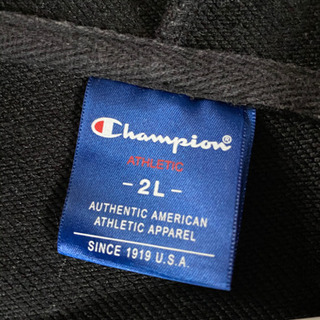 Champion®
ATHLETIC
- 2L -
AUTHENTIC AMERICAN
ATHLETIC APPAREL
SINCE 1919 U.S.A.